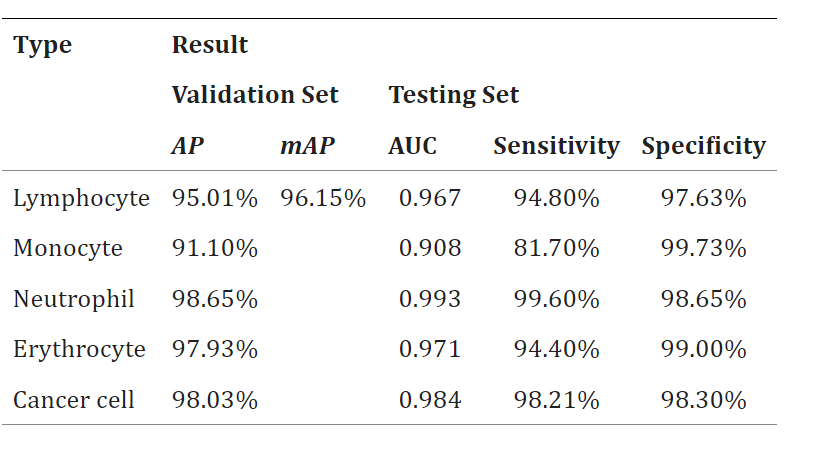 Type Result
Validation Set Testing Set
AP mAP AUC Sensitivity Specificity
Lymphocyte 95.01% 96.15% 0.967 94.80% 97.63%
Monocyte 91.10% 0.908 81.70% 99.73%
Neutrophil 98.65% 0.993 99.60% 98.65%
Erythrocyte 97.93% 0.971 94.40% 99.00%
Cancer cell 98.03% 0.984 98.21% 98.30%